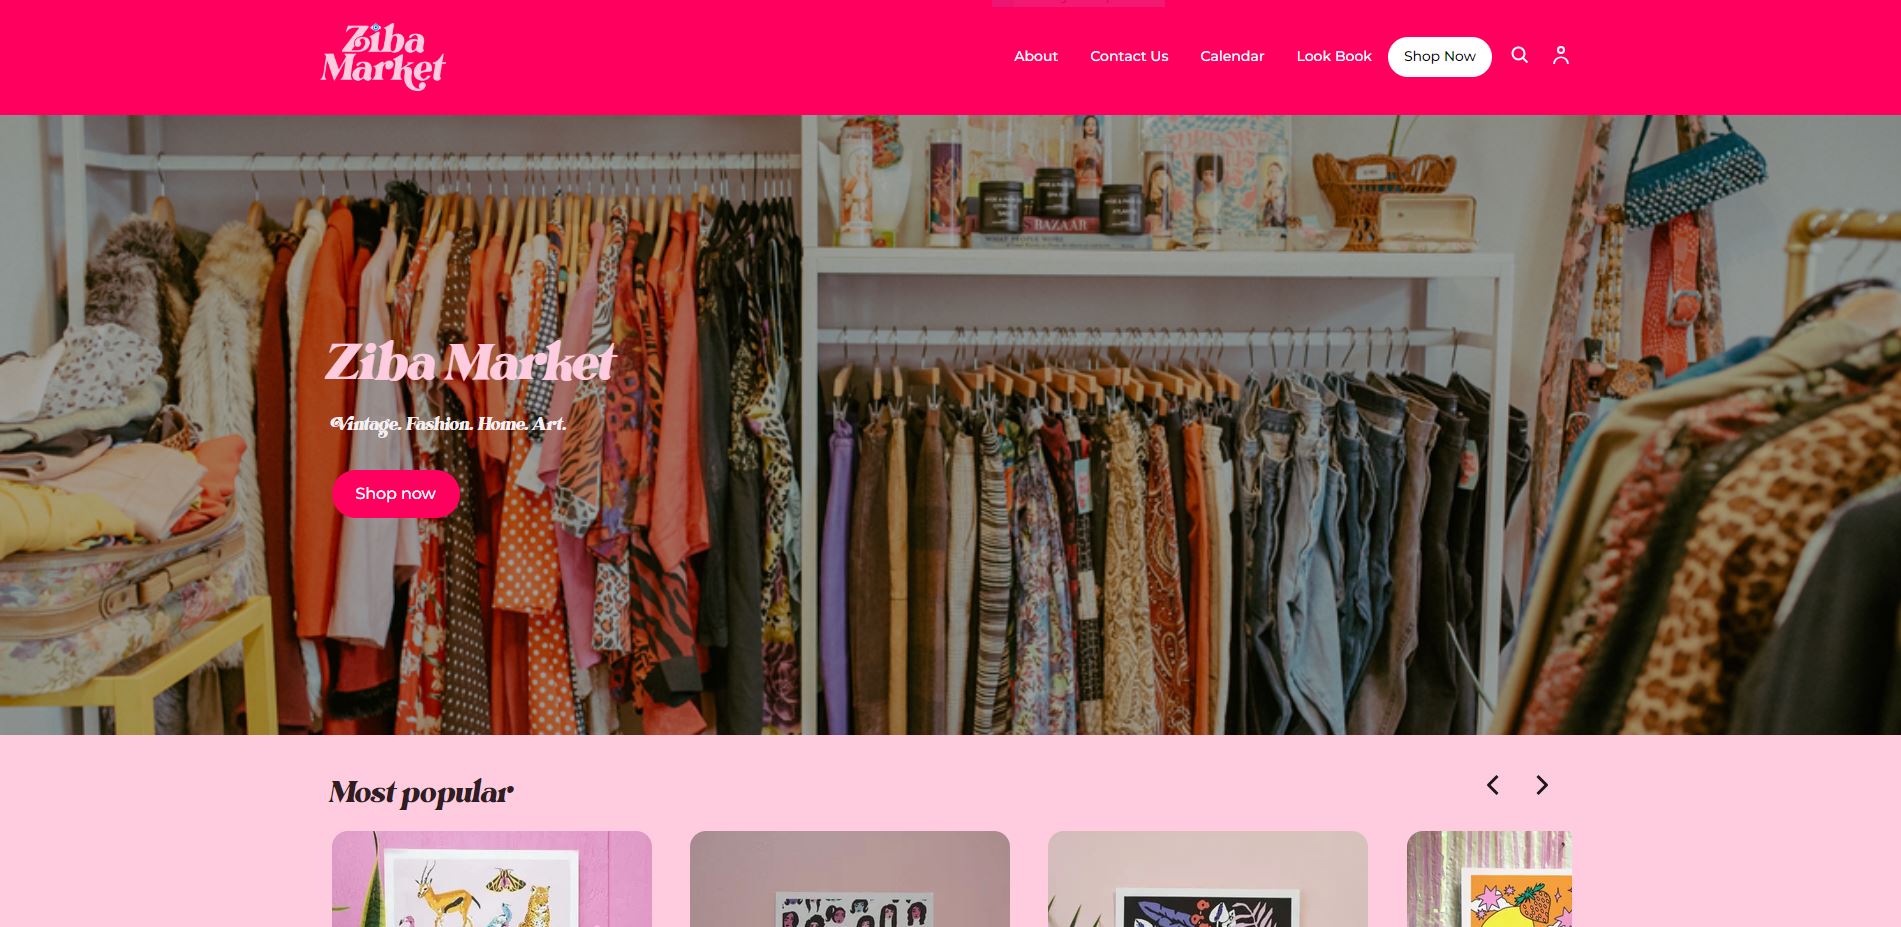 Ziba
Market
About
Contact Us
Calendar
Look Book
Shop Now
BAZAAR
Ziba Market
Vintage. Fashion. Home. Art.
Shop now
Most popular